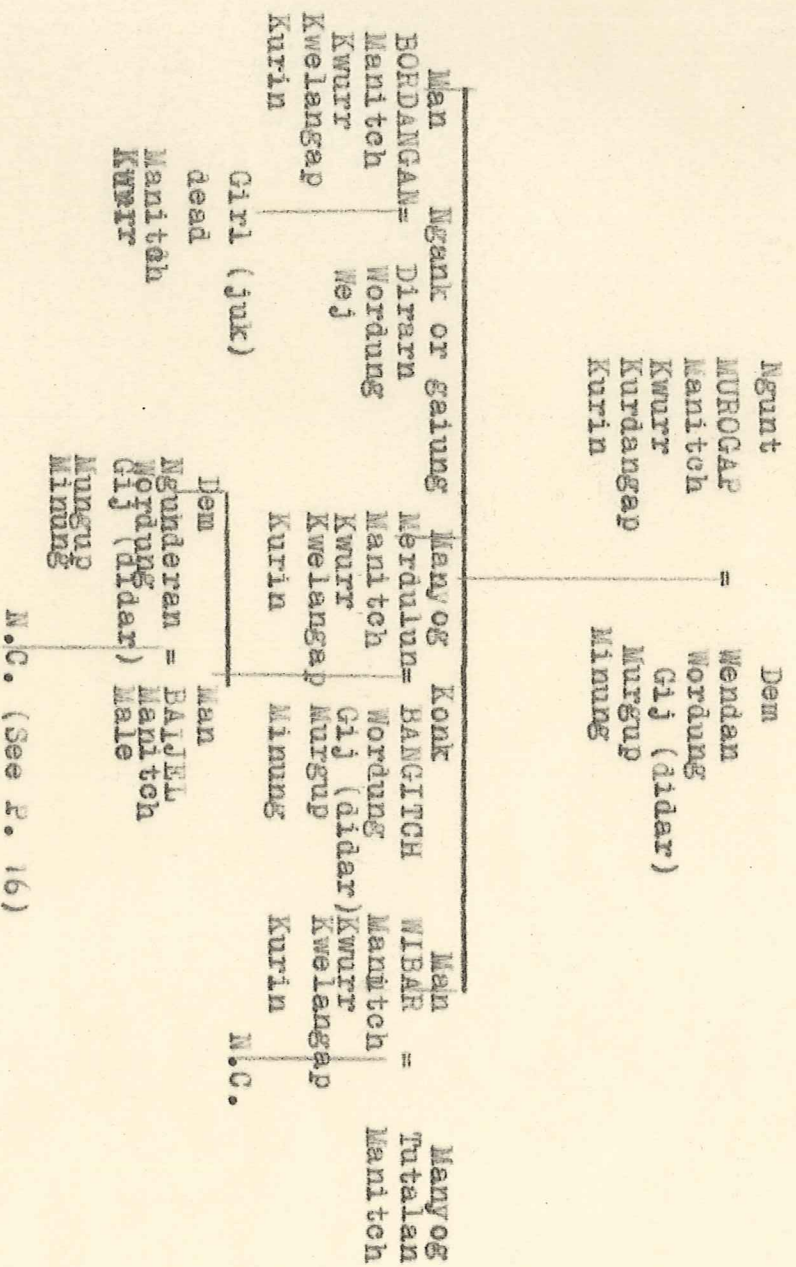 Ngunt
MUROGAP
Manitch
Kwurr
Kurdangap
Kurin
=
Dem
Wendan
Wordung
Gij (didar)
Murgup
Minung
Man
BORDANGAN=
Manitch
Kwurr
Kwelangap
Kurin
Ngank or gaiung
Dirarn
Wordung
Wej
Manyog
Merdulun=
Manitch
Kwurr
Kwelangap
Kurin
Konk
BANGITCH
Wordung
Gij (didar)
Murgup
Minung
Man
WIBAR =
Manitch
Kwurr
Kwelangap
Kurin
Manyog
Tutalan
Manitch
Girl (juk)
dead
Manitch
Kwurr
Dem
Ngunderan =
Wordung
Gij (didar)
Mungup
Minung
Man
BAIJEL
Manitch
Male
N.C.
N.C. (See P. 16)